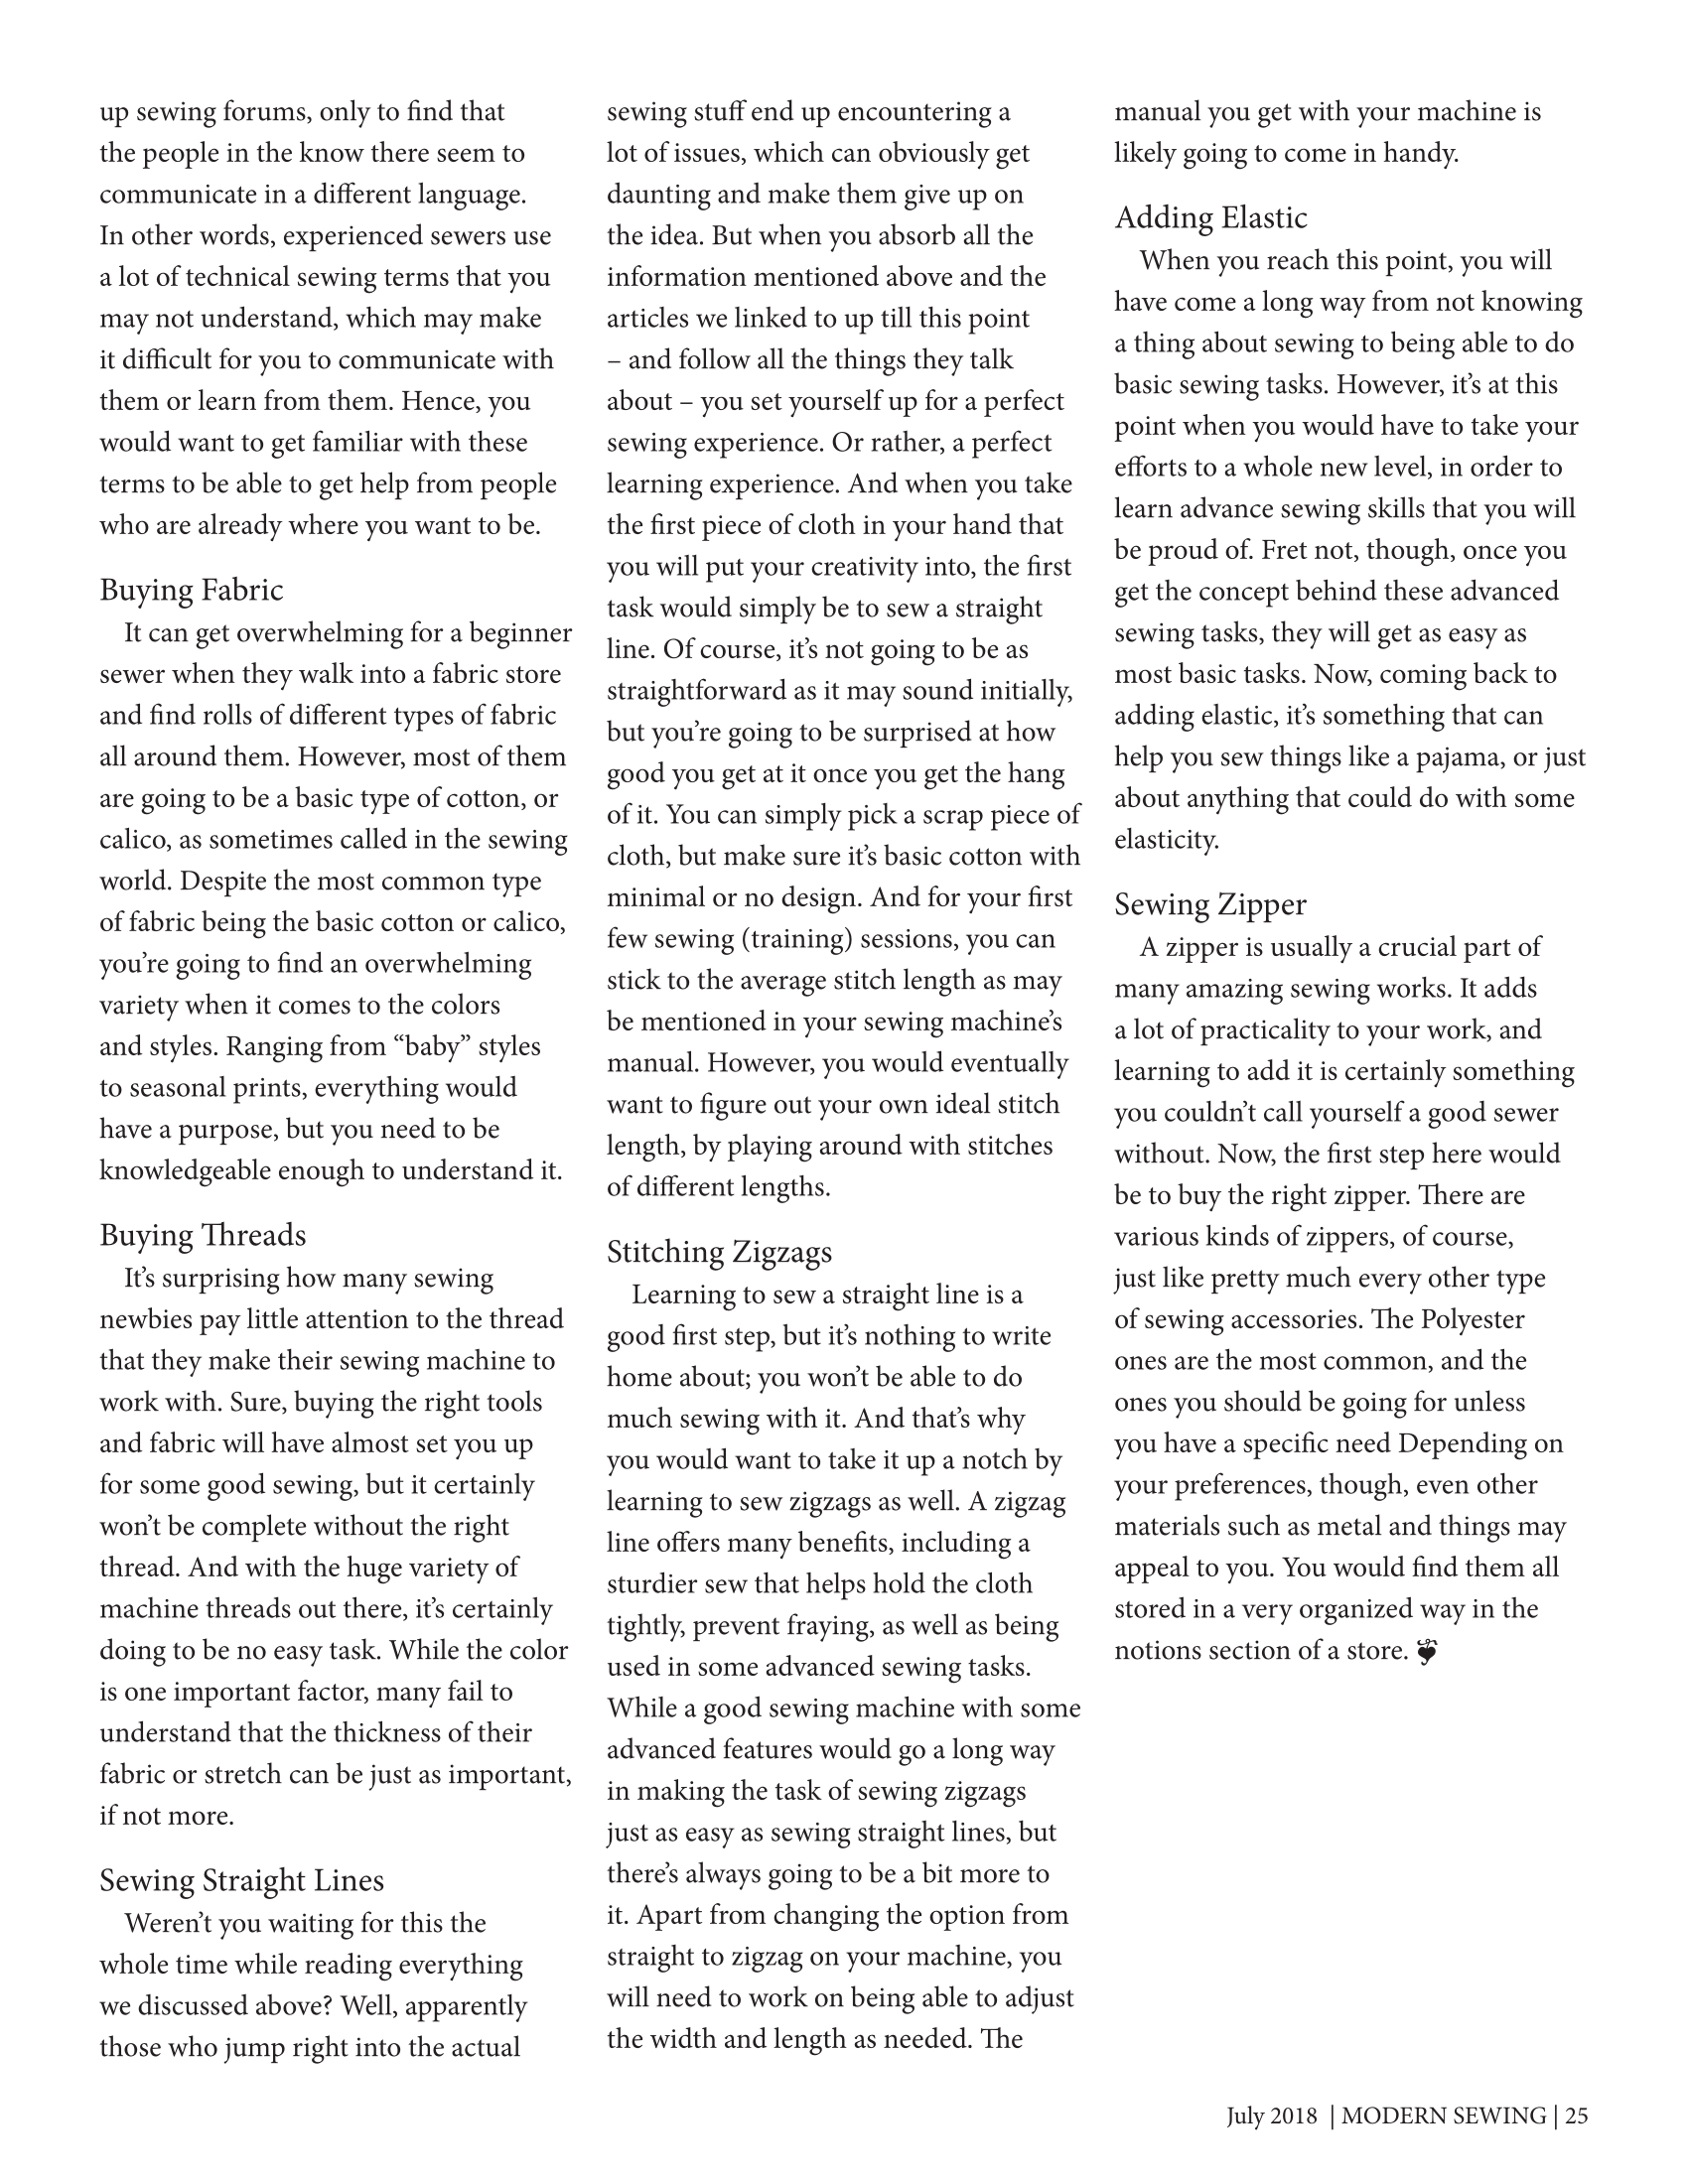 up sewing forums, only to find that
the people in the know there seem to
communicate in a different language.
In other words, experienced sewers use
a lot of technical sewing terms that you
may not understand, which may make
it difficult for you to communicate with
them or learn from them. Hence, you
would want to get familiar with these
terms to be able to get help from people
who are already where you want to be.
Buying Fabric
It can get overwhelming for a beginner
sewer when they walk into a fabric store
and find rolls of different types of fabric
all around them. However, most of them
are going to be a basic type of cotton, or
calico, as sometimes called in the sewing
world. Despite the most common type
of fabric being the basic cotton or calico,
you’re going to find an overwhelming
variety when it comes to the colors
and styles. Ranging from “baby” styles
to seasonal prints, everything would
have a purpose, but you need to be
knowledgeable enough to understand it.
Buying Threads
It’s surprising how many sewing
newbies pay little attention to the thread
that they make their sewing machine to
work with. Sure, buying the right tools
and fabric will have almost set you up
for some good sewing, but it certainly
won’t be complete without the right
thread. And with the huge variety of
machine threads out there, it’s certainly
doing to be no easy task. While the color
is one important factor, many fail to
understand that the thickness of their
fabric or stretch can be just as important,
if not more.
Sewing Straight Lines
Weren’t you waiting for this the
whole time while reading everything
we discussed above? Well, apparently
those who jump right into the actual
sewing stuff end up encountering a
lot of issues, which can obviously get
daunting and make them give up on
the idea. But when you absorb all the
information mentioned above and the
articles we linked to up till this point
– and follow all the things they talk
about – you set yourself up for a perfect
sewing experience. Or rather, a perfect
learning experience. And when you take
the first piece of cloth in your hand that
you will put your creativity into, the first
task would simply be to sew a straight
line. Of course, it’s not going to be as
straightforward as it may sound initially,
but you’re going to be surprised at how
good you get at it once you get the hang
of it. You can simply pick a scrap piece of
cloth, but make sure it’s basic cotton with
minimal or no design. And for your first
few sewing (training) sessions, you can
stick to the average stitch length as may
be mentioned in your sewing machine’s
manual. However, you would eventually
want to figure out your own ideal stitch
length, by playing around with stitches
of different lengths.
Stitching Zigzags
Learning to sew a straight line is a
good first step, but it’s nothing to write
home about; you won’t be able to do
much sewing with it. And that’s why
you would want to take it up a notch by
learning to sew zigzags as well. A zigzag
line offers many benefits, including a
sturdier sew that helps hold the cloth
tightly, prevent fraying, as well as being
used in some advanced sewing tasks.
While a good sewing machine with some
advanced features would go a long way
in making the task of sewing zigzags
just as easy as sewing straight lines, but
there’s always going to be a bit more to
it. Apart from changing the option from
straight to zigzag on your machine, you
will need to work on being able to adjust
the width and length as needed. The
manual you get with your machine is
likely going to come in handy.
Adding Elastic
When you reach this point, you will
have come a long way from not knowing
a thing about sewing to being able to do
basic sewing tasks. However, it’s at this
point when you would have to take your
efforts to a whole new level, in order to
learn advance sewing skills that you will
be proud of. Fret not, though, once you
get the concept behind these advanced
sewing tasks, they will get as easy as
most basic tasks. Now, coming back to
adding elastic, it’s something that can
help you sew things like a pajama, or just
about anything that could do with some
elasticity.
Sewing Zipper
A zipper is usually a crucial part of
many amazing sewing works. It adds
a lot of practicality to your work, and
learning to add it is certainly something
you couldn’t call yourself a good sewer
without. Now, the first step here would
be to buy the right zipper. There are
various kinds of zippers, of course,
just like pretty much every other type
of sewing accessories. The Polyester
ones are the most common, and the
ones you should be going for unless
you have a specific need Depending on
your preferences, though, even other
materials such as metal and things may
appeal to you. You would find them all
stored in a very organized way in the
notions section of a store. ❦
July 2018 | MODERN SEWING | 25